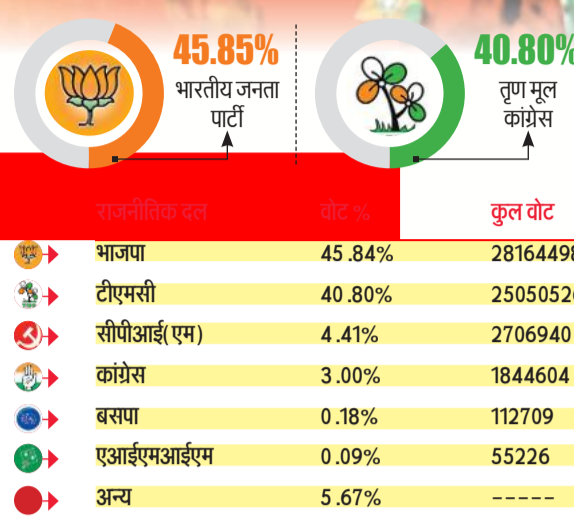 45.85%
भारतीय जनता
पार्टी
40.80%
तृण मूल
कांग्रेस
राजनीतिक दल वोट % कुल वोट
भाजपा 45.84% 28164498
टीएमसी 40.80% 2505052
सीपीआई(एम) 4.41% 2706940
कांग्रेस 3.00% 1844604
बसपा 0.18% 112709
एआईएमआईएम 0.09% 55226
अन्य 5.67% -----